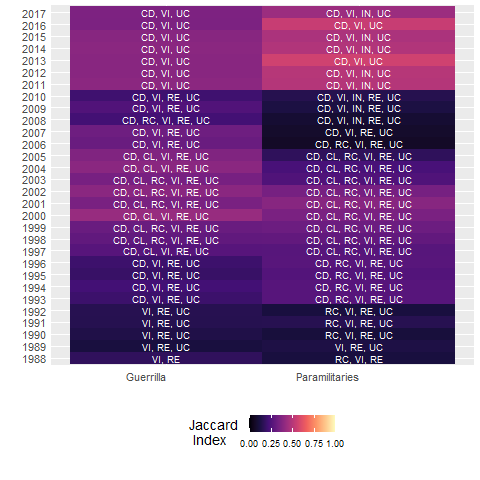 2017 CD, VI, UC CD, VI, IN, UC
2016 CD, VI, UC CD, VI, UC
2015 CD, VI, UC CD, VI, IN, UC
2014 CD, VI, UC CD, VI, IN, UC
2013 CD, VI, UC CD, VI, UC
2012 CD, VI, UC CD, VI, IN, UC
2011 CD, VI, UC CD, VI, IN, UC
2010 CD, VI, RE, UC CD, VI, IN, RE, UC
2009 CD, VI, RE, UC CD, VI, IN, RE, UC
2008 CD, RC, VI, RE, UC CD, VI, IN, RE, UC
2007 CD, VI, RE, UC CD, VI, RE, UC
2006 CD, VI, RE, UC CD, RC, VI, RE, UC
2005 CD, CL, VI, RE, UC CD, CL, RC, VI, RE, UC
2004 CD, CL, VI, RE, UC CD, CL, RC, VI, RE, UC
2003 CD, CL, RC, VI, RE, UC CD, CL, RC, VI, RE, UC
2002 CD, CL, RC, VI, RE, UC CD, CL, RC, VI, RE, UC
2001 CD, CL, RC, VI, RE, UC CD, CL, RC, VI, RE, UC
2000 CD, CL, VI, RE, UC CD, CL, RC, VI, RE, UC
1999 CD, CL, RC, VI, RE, UC CD, CL, RC, VI, RE, UC
1998 CD, CL, RC, VI, RE, UC CD, CL, RC, VI, RE, UC
1997 CD, CL, VI, RE, UC CD, CL, RC, VI, RE, UC
1996 CD, VI, RE, UC CD, RC, VI, RE, UC
1995 CD, VI, RE, UC CD, RC, VI, RE, UC
1994 CD, VI, RE, UC CD, RC, VI, RE, UC
1993 CD, VI, RE, UC CD, RC, VI, RE, UC
1992 VI, RE, UC RC, VI, RE, UC
1991 VI, RE, UC RC, VI, RE, UC
1990 VI, RE, UC RC, VI, RE, UC
1989 VI, RE, UC VI, RE, UC
1988 VI, RE RC, VI, RE
Guerrilla Paramilitaries
Jaccard
Index
0.00 0.25 0.50 0.75 1.00